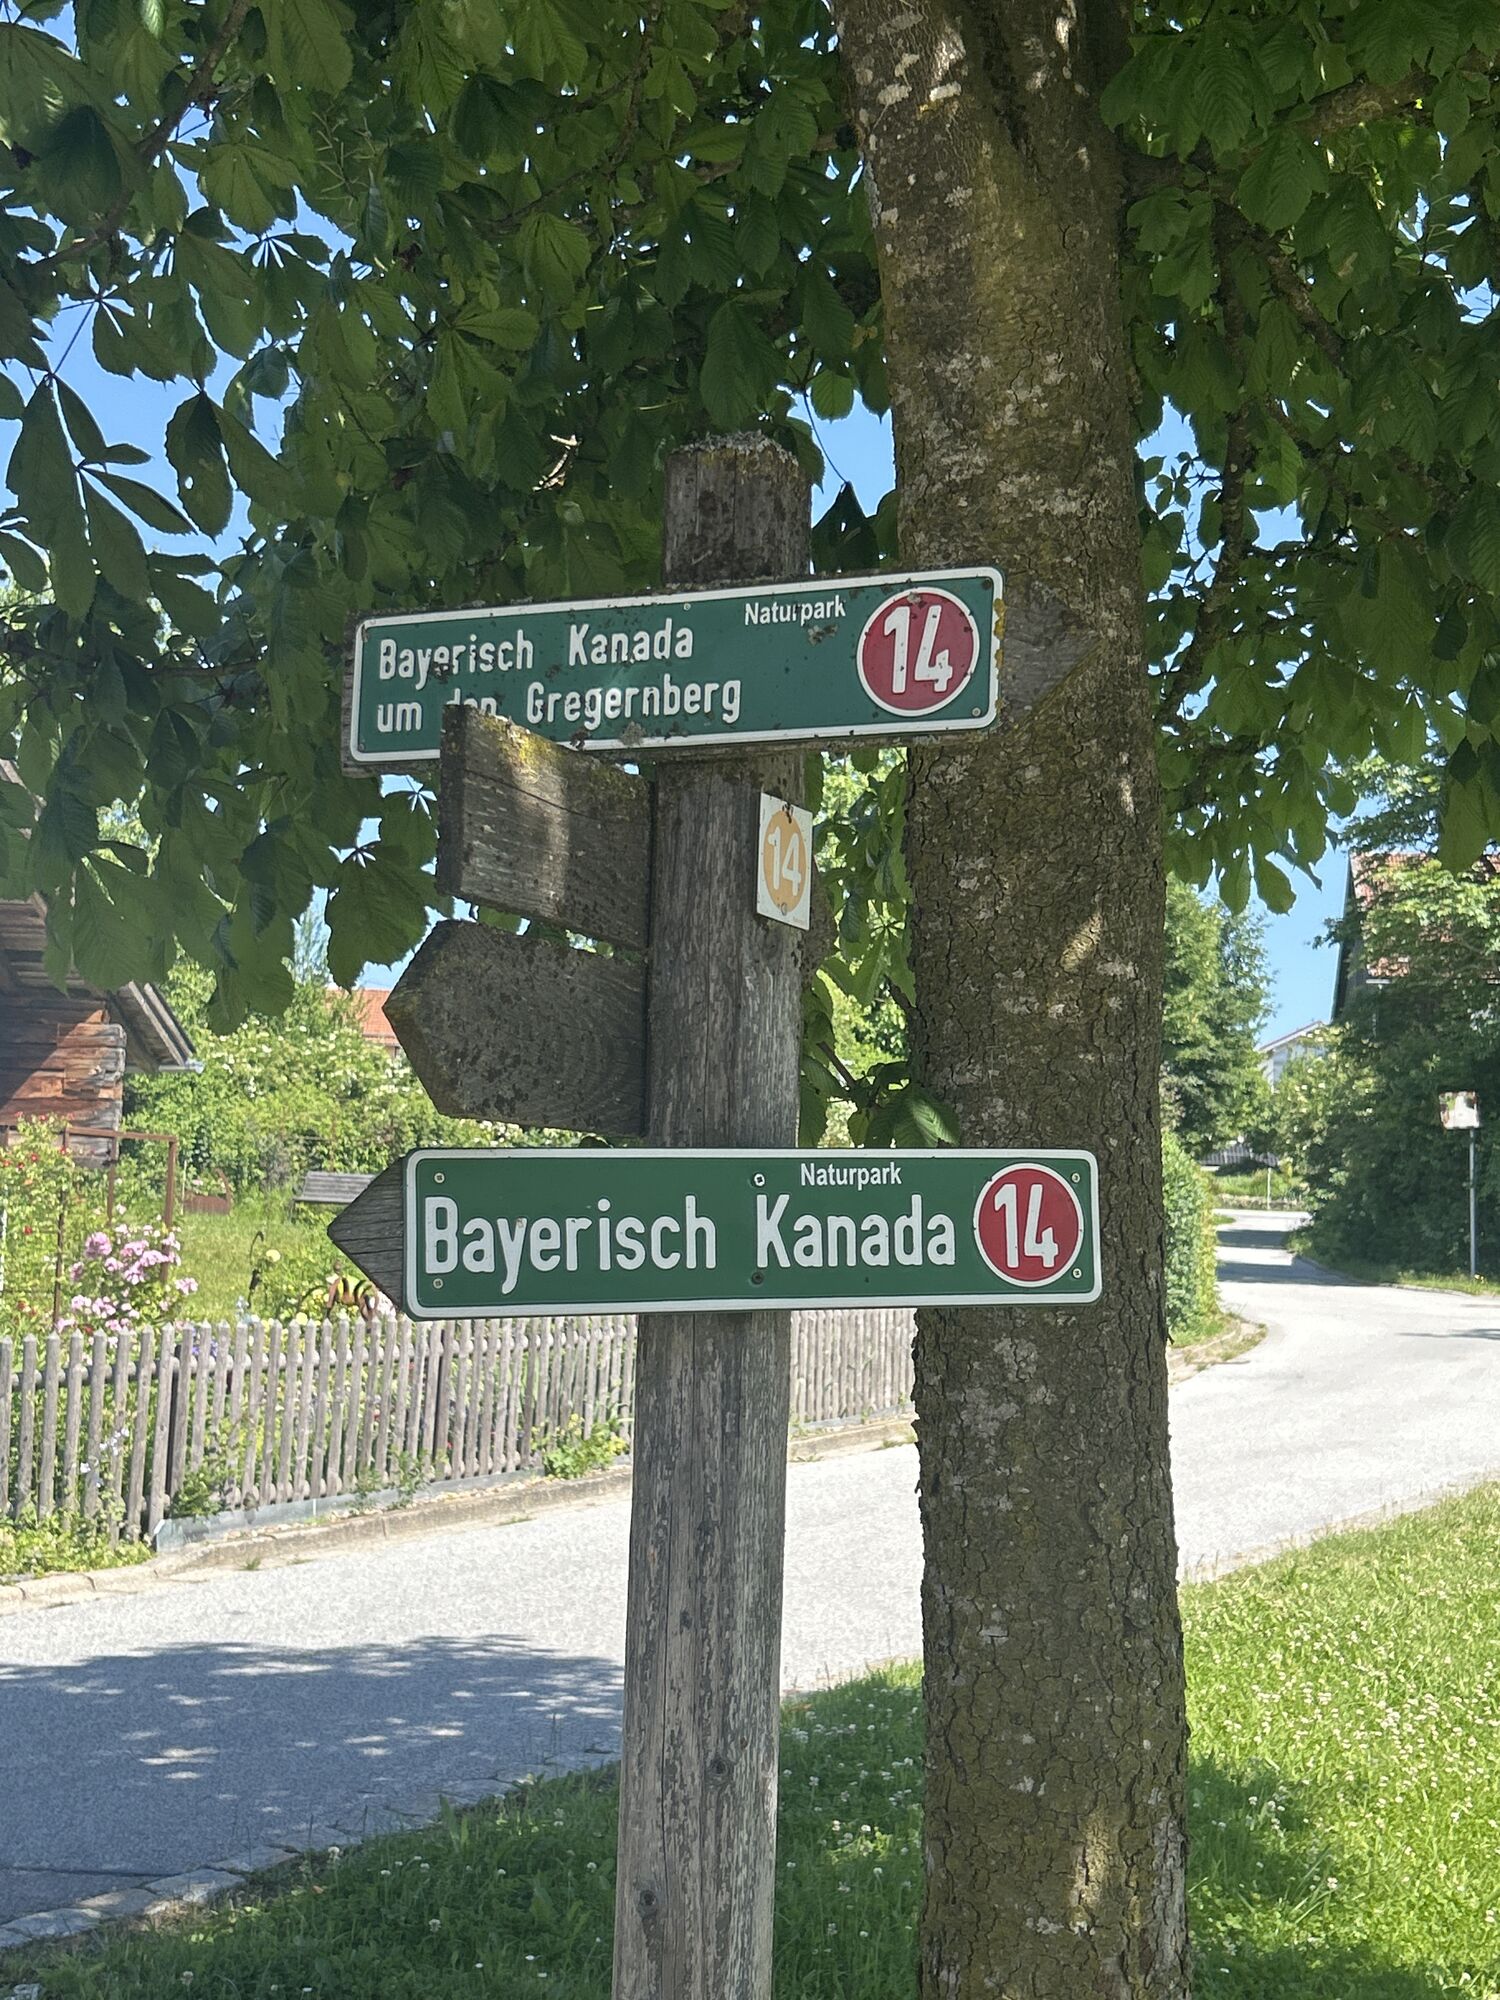 Naturpark
Bayerisch Kanada
um den Gregernberg
14
14
Naturpark
Bayerisch Kanada
14